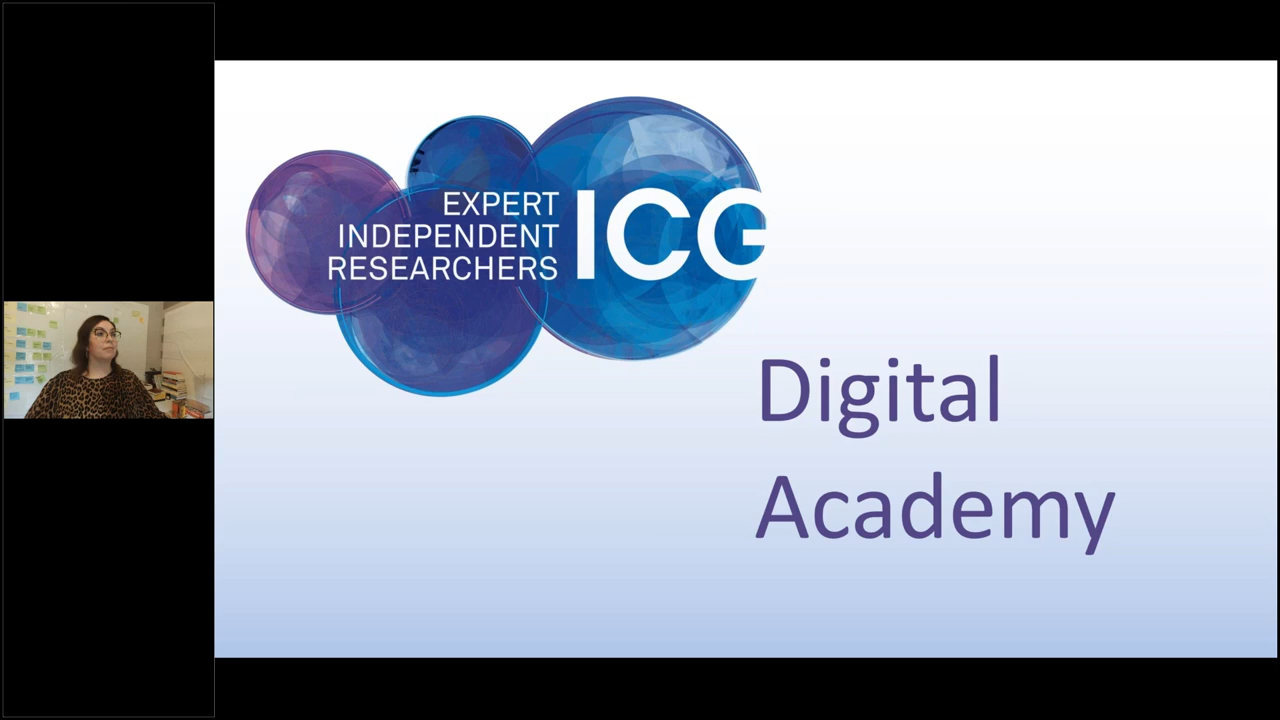 EXPERT
INDEPENDENT
RESEARCHERS
ICG
Digital
Academy